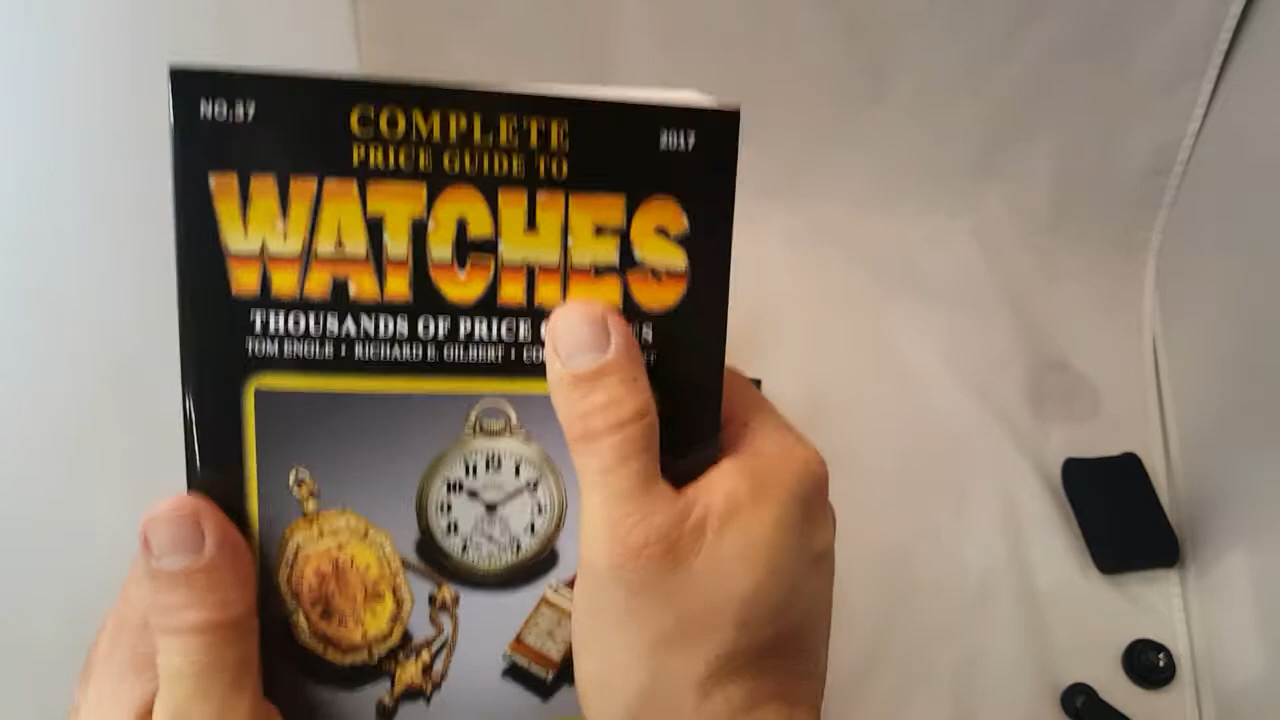 NO:37
COMPLETE
2017
PRICE GUIDE TO
WATCHES
THOUSANDS OF PRICE
TOM ENGLE RICHARD E. GILBERT